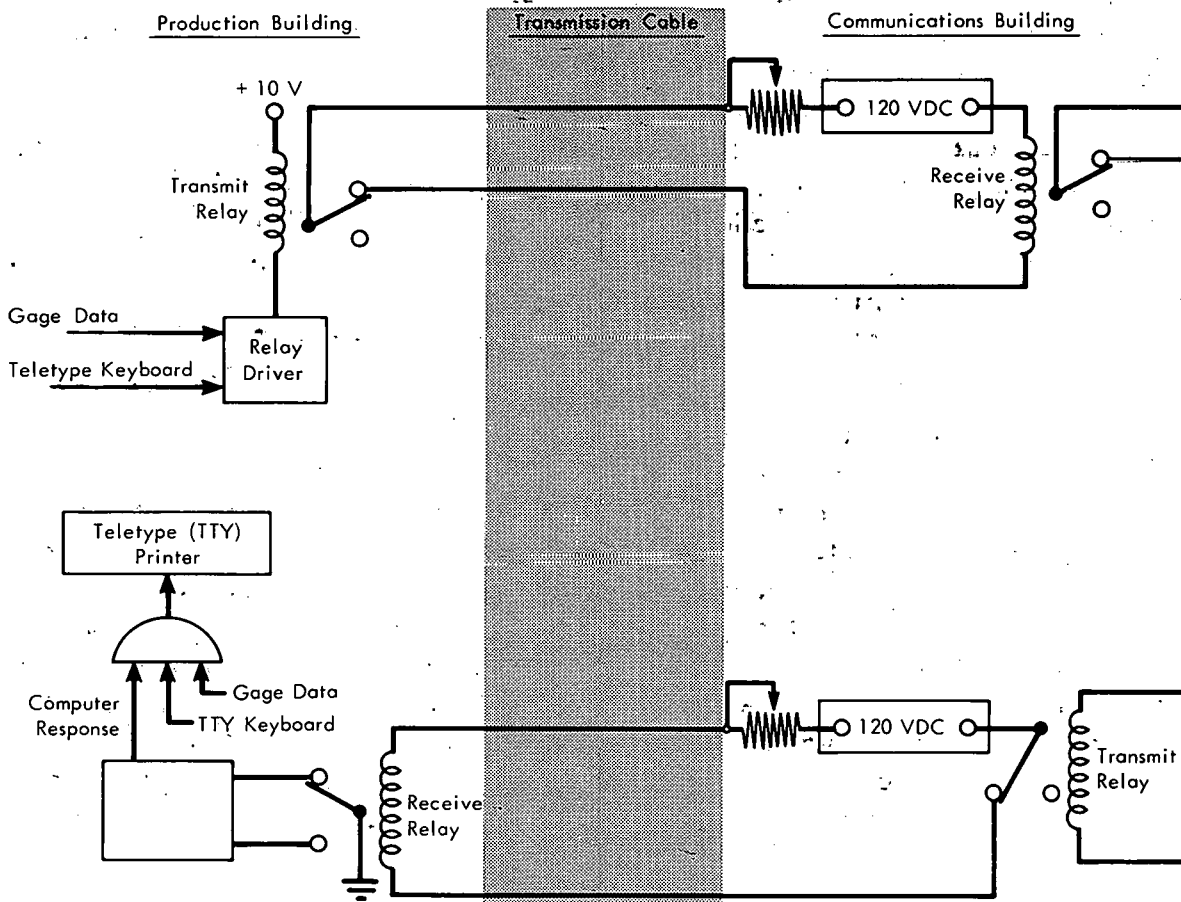 Production Building
Transmission Cable
Communications Building
+ 10 V
120 VDC
Transmit
Relay
Receive
Relay
Gage Data
Teletype Keyboard
Relay
Driver
Teletype (TTY)
Printer
Computer
Response
Gage Data
TTY Keyboard
Receive
Relay
120 VDC
Transmit
Relay